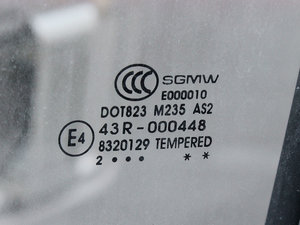 CCC SGMW
E000010
DOT823 M235 AS2
E4 43R-000448
8320129 TEMPERED
2 ••• **